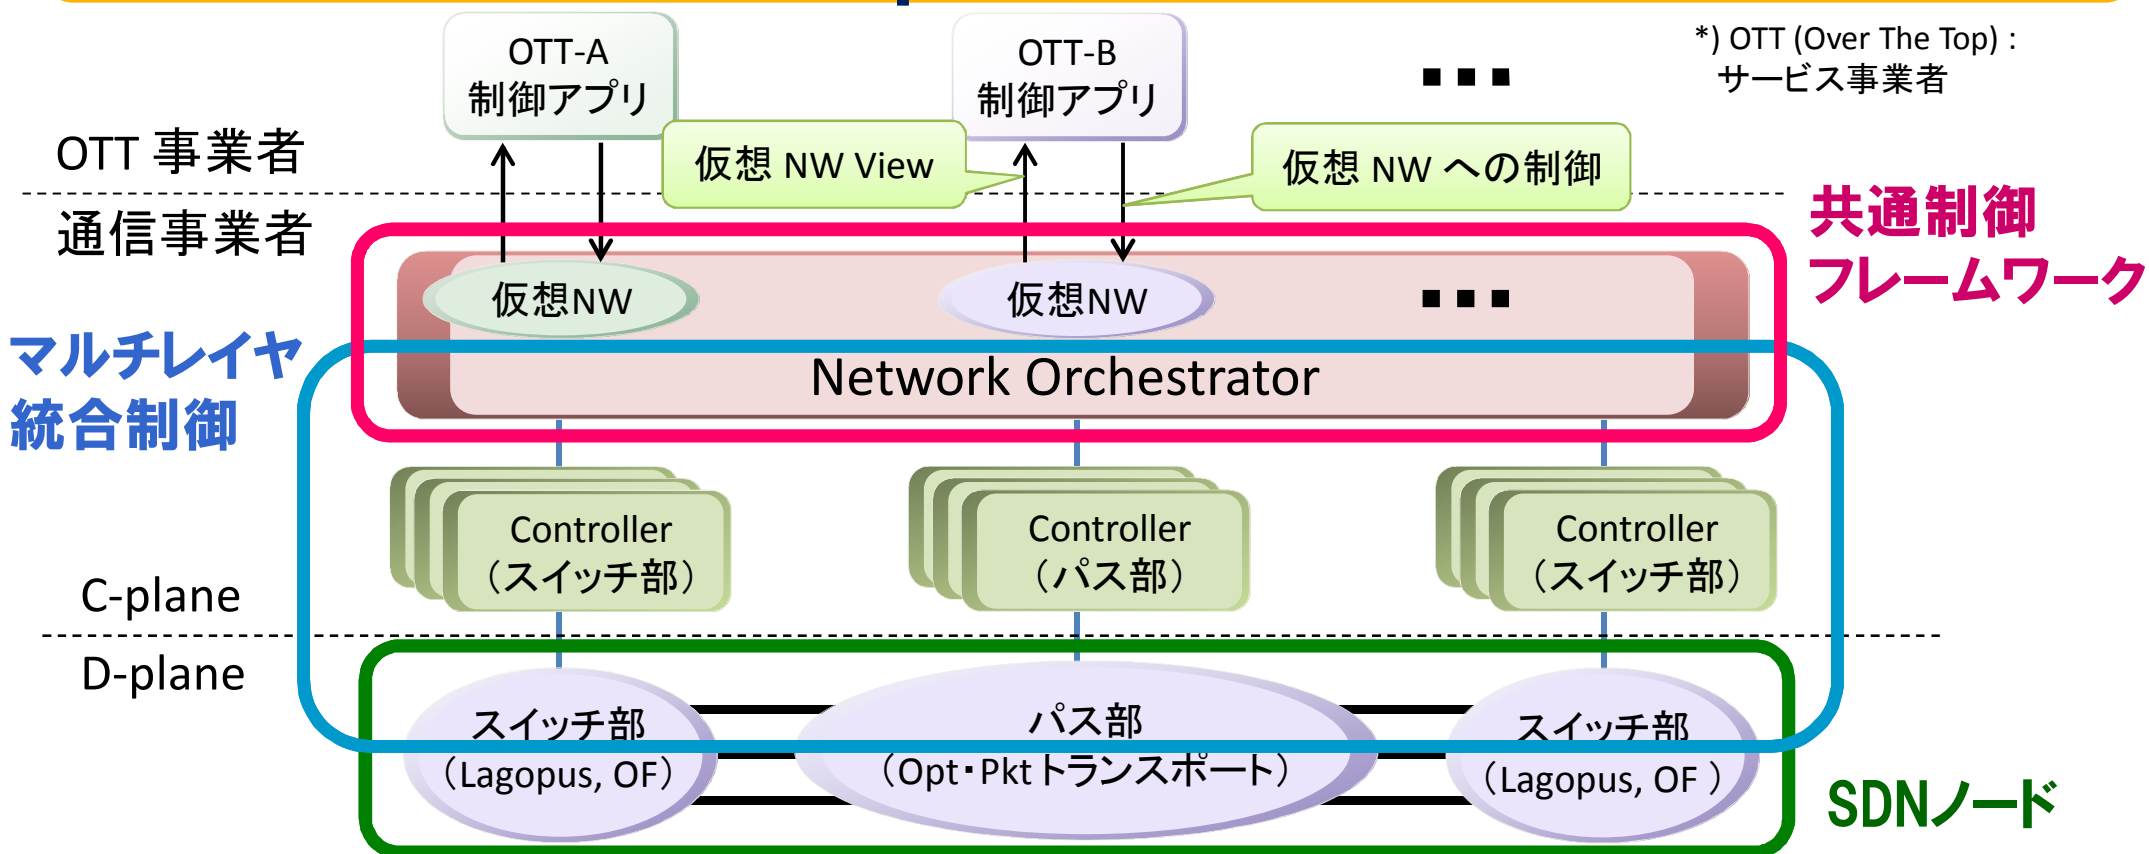 OTT-A
制御アプリ
OTT-B
制御アプリ
■■■
*) OTT (Over The Top) :
サービス事業者
OTT 事業者
仮想 NW View
仮想 NW への制御
通信事業者
共通制御
フレームワーク
仮想NW
仮想NW
■■■
マルチレイヤ
統合制御
Network Orchestrator
Controller
（スイッチ部）
Controller
（パス部）
Controller
（スイッチ部）
C-plane
D-plane
スイッチ部
（Lagopus, OF）
パス部
（Opt・Pkt トランスポート）
スイッチ部
（Lagopus, OF ）
SDNノード